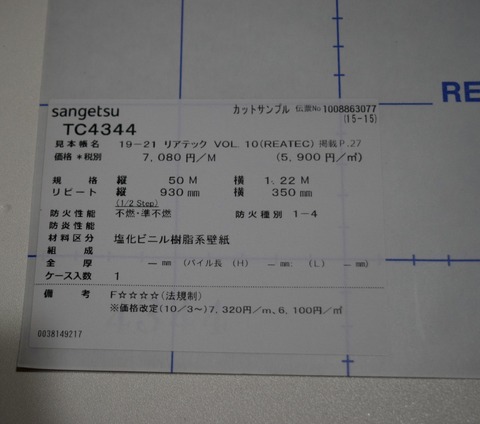 RE
sangetsu カットサンプル 伝票No 1008863077
TC4344 (15-15)
見本帳名 19-21 リアテック VOL. 10(REATEC) 掲載P.27
価格 *税別 7,080円/M (5,900円/㎡)
規格 縦 50 M 横 1.22 M
リピート 縦 930 mm 横 350 mm
(1/2 Step)
防火性能 不燃・準不燃 防火種別 1-4
防炎性能
材料区分 塩化ビニル樹脂系壁紙
組成
全厚 — mm (パイル長 (H) — mm: (L) — mm)
ケース入数 1
備考 F☆☆☆☆(法規制)
※価格改定(10/3~)7,320円/m、6,100円/㎡
0038149217